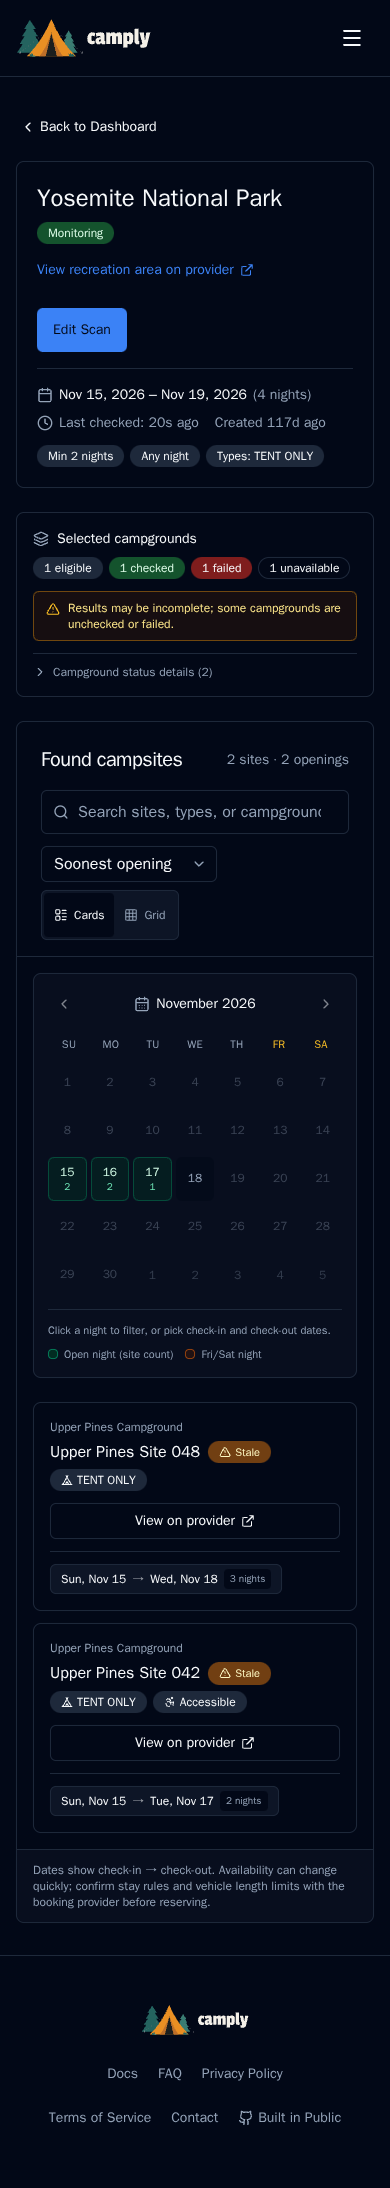 camply
Back to Dashboard
Yosemite National Park
Monitoring
View recreation area on provider
Edit Scan
Nov 15, 2026 – Nov 19, 2026 (4 nights)
Last checked: 20s ago Created 117d ago
Min 2 nights Any night Types: TENT ONLY
Selected campgrounds
1 eligible 1 checked 1 failed 1 unavailable
Results may be incomplete; some campgrounds are
unchecked or failed.
Campground status details (2)
Found campsites 2 sites · 2 openings
Search sites, types, or campground
Soonest opening
Cards Grid
November 2026
SU MO TU WE TH FR SA
1 2 3 4 5 6 7
8 9 10 11 12 13 14
15 16 17 18 19 20 21
2 2 1
22 23 24 25 26 27 28
29 30 1 2 3 4 5
Click a night to filter, or pick check-in and check-out dates.
Open night (site count) Fri/Sat night
Upper Pines Campground
Upper Pines Site 048 Stale
TENT ONLY
View on provider
Sun, Nov 15 → Wed, Nov 18 3 nights
Upper Pines Campground
Upper Pines Site 042 Stale
TENT ONLY Accessible
View on provider
Sun, Nov 15 → Tue, Nov 17 2 nights
Dates show check-in → check-out. Availability can change
quickly; confirm stay rules and vehicle length limits with the
booking provider before reserving.
camply
Docs FAQ Privacy Policy
Terms of Service Contact Built in Public